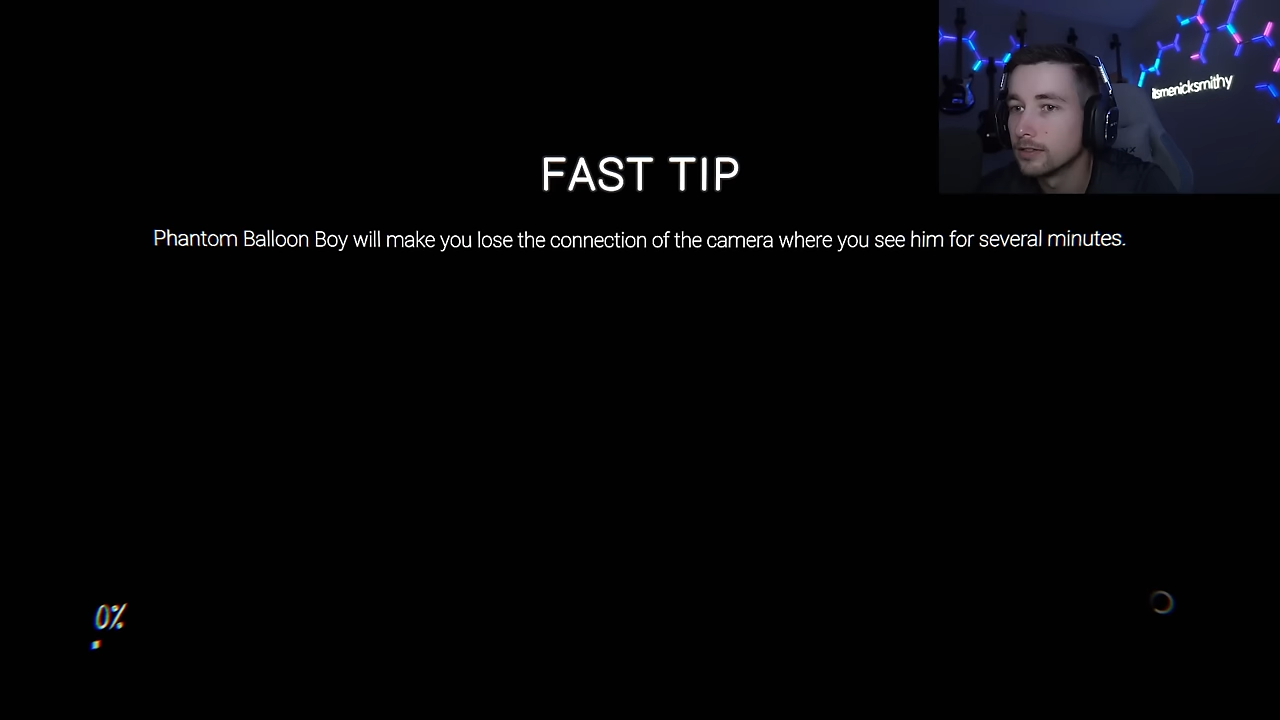 itsmenicksmithy
FAST TIP
Phantom Balloon Boy will make you lose the connection of the camera where you see him for several minutes.
0%